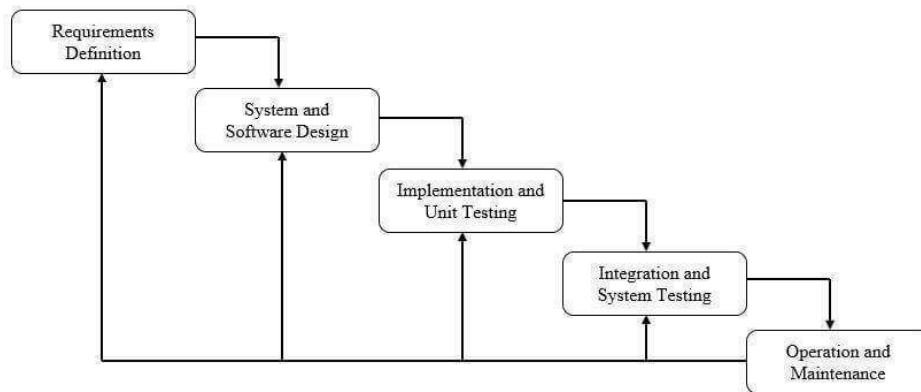 Requirements
Definition
System and
Software Design
Implementation and
Unit Testing
Integration and
System Testing
Operation and
Maintenance